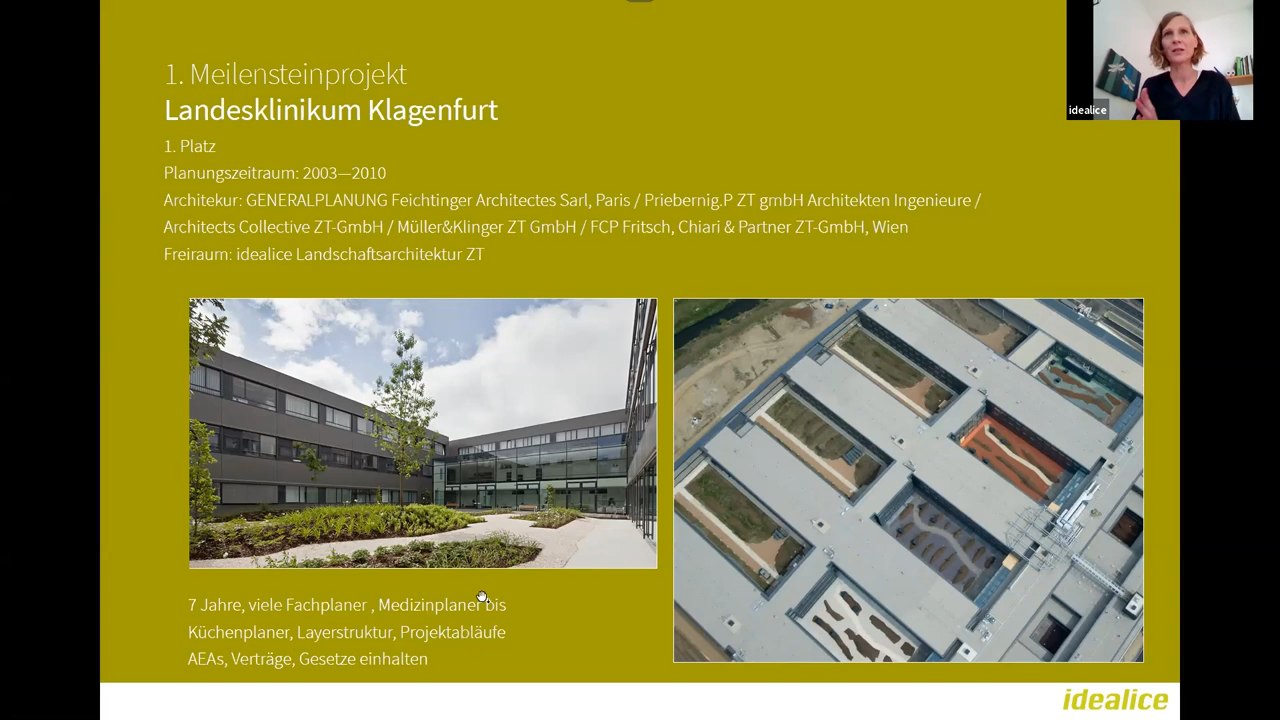 1. Meilensteinprojekt
Landesklinikum Klagenfurt
1. Platz
Planungszeitraum: 2003—2010
Architekur: GENERALPLANUNG Feichtinger Architectes Sarl, Paris / Priebernig.P ZT gmbH Architekten Ingenieure /
Architects Collective ZT-GmbH / Müller&Klinger ZT GmbH / FCP Fritsch, Chiari & Partner ZT-GmbH, Wien
Freiraum: idealice Landschaftsarchitektur ZT
idealice
7 Jahre, viele Fachplaner , Medizinplaner bis
Küchenplaner, Layerstruktur, Projektabläufe
AEAs, Verträge, Gesetze einhalten
idealice